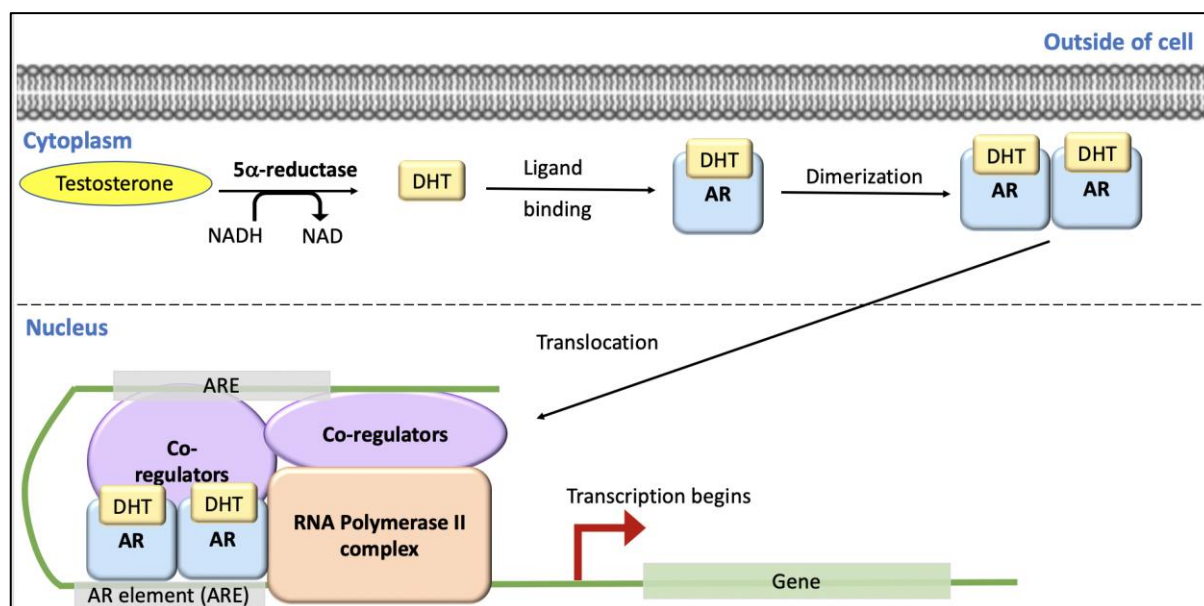 Outside of cell
Cytoplasm
Testosterone
5α-reductase
NADH
NAD
DHT
Ligand
binding
DHT
AR
Dimerization
DHT
DHT
AR
AR
Nucleus
Translocation
ARE
Co-
regulators
Co-regulators
DHT
DHT
AR
AR
RNA Polymerase II
complex
Transcription begins
AR element (ARE)
Gene